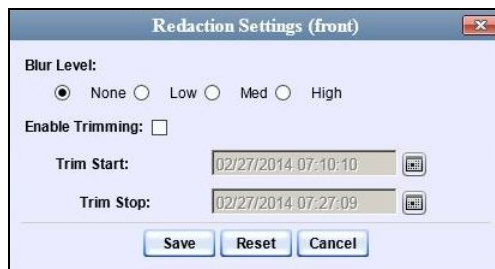 Redaction Settings (front)
Blur Level:
None Low Med High
Enable Trimming:
Trim Start: 02/27/2014 07:10:10
Trim Stop: 02/27/2014 07:27:09
Save Reset Cancel